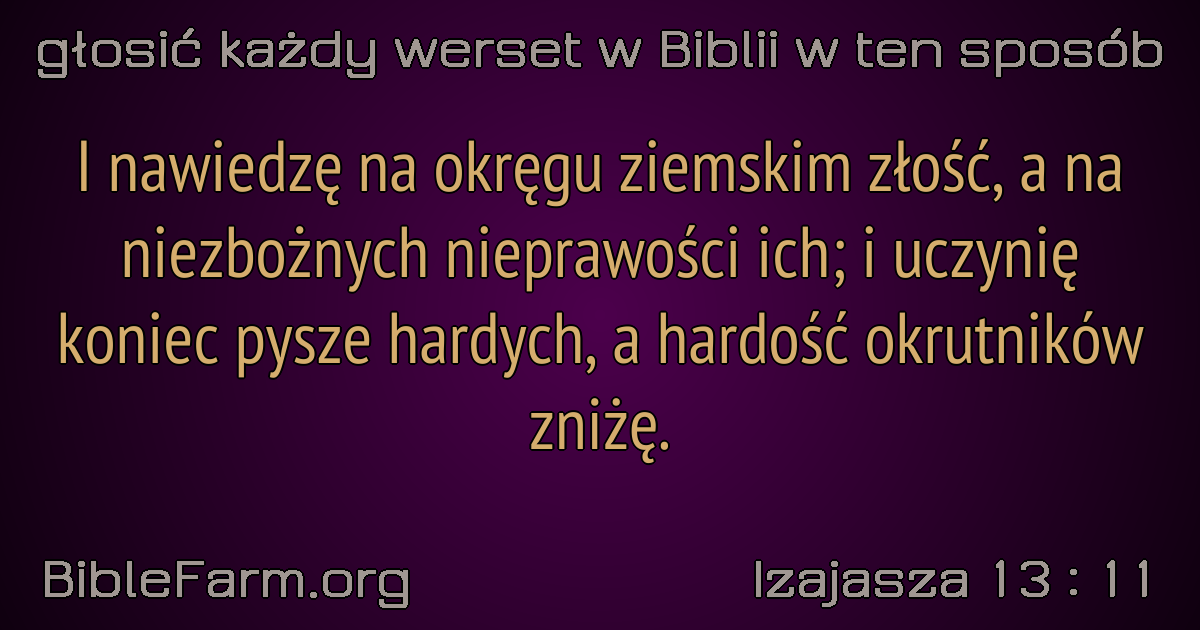 głosić każdy werset w Biblii w ten sposób
I nawiedzę na okręgu ziemskim złość, a na
niezbożnych nieprawości ich; i uczynię
koniec pysze hardych, a hardość okrutników
zniżę.
BibleFarm.org
Izajasza 13 : 11